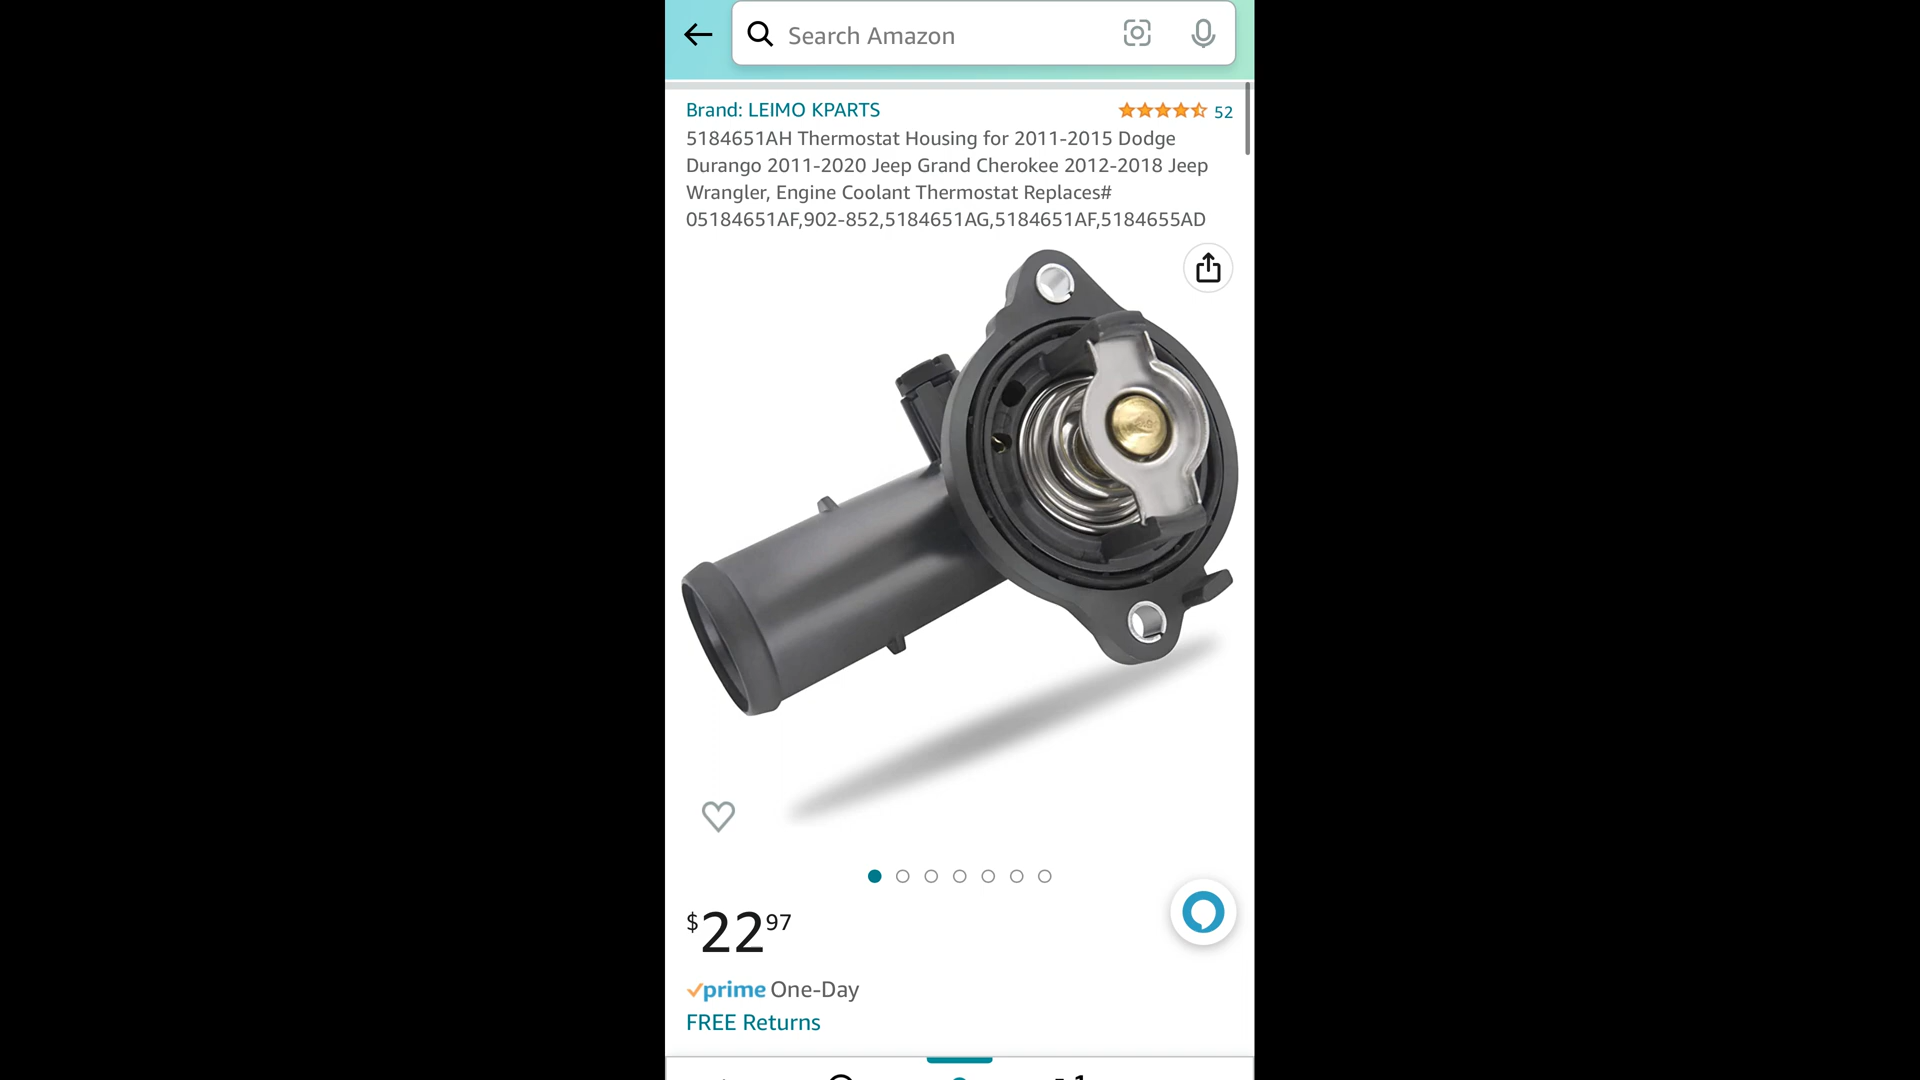 Search Amazon
Brand: LEIMO KPARTS
52
5184651AH Thermostat Housing for 2011-2015 Dodge
Durango 2011-2020 Jeep Grand Cherokee 2012-2018 Jeep
Wrangler, Engine Coolant Thermostat Replaces#
05184651AF,902-852,5184651AG,5184651AF,5184655AD
$2297
prime One-Day
FREE Returns